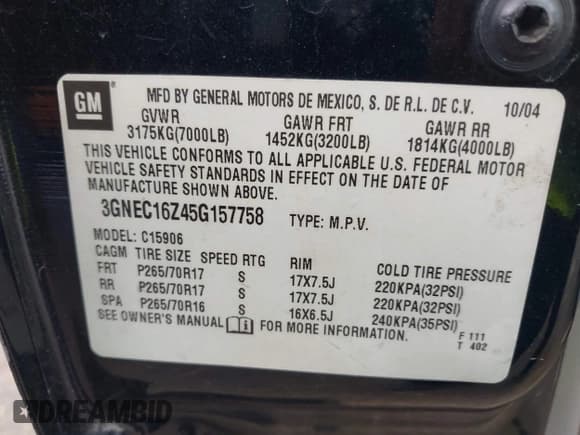 GM
MFD BY GENERAL MOTORS DE MEXICO, S. DE R.L. DE C.V. 10/04
GVWR GAWR FRT GAWR RR
3175KG(7000LB) 1452KG(3200LB) 1814KG(4000LB)
THIS VEHICLE CONFORMS TO ALL APPLICABLE U.S. FEDERAL MOTOR
VEHICLE SAFETY STANDARDS IN EFFECT ON THE DATE OF
MANUFACTURE SHOWN ABOVE.
3GNEC16Z45G157758 TYPE: M.P.V.
MODEL: C15906
CAGM TIRE SIZE SPEED RTG RIM COLD TIRE PRESSURE
FRT P265/70R17 S 17X7.5J 220KPA(32PSI)
RR P265/70R17 S 17X7.5J 220KPA(32PSI)
SPA P265/70R16 S 16X6.5J 240KPA(35PSI)
SEE OWNER'S MANUAL FOR MORE INFORMATION.
F 111
T 402
DREAMBID